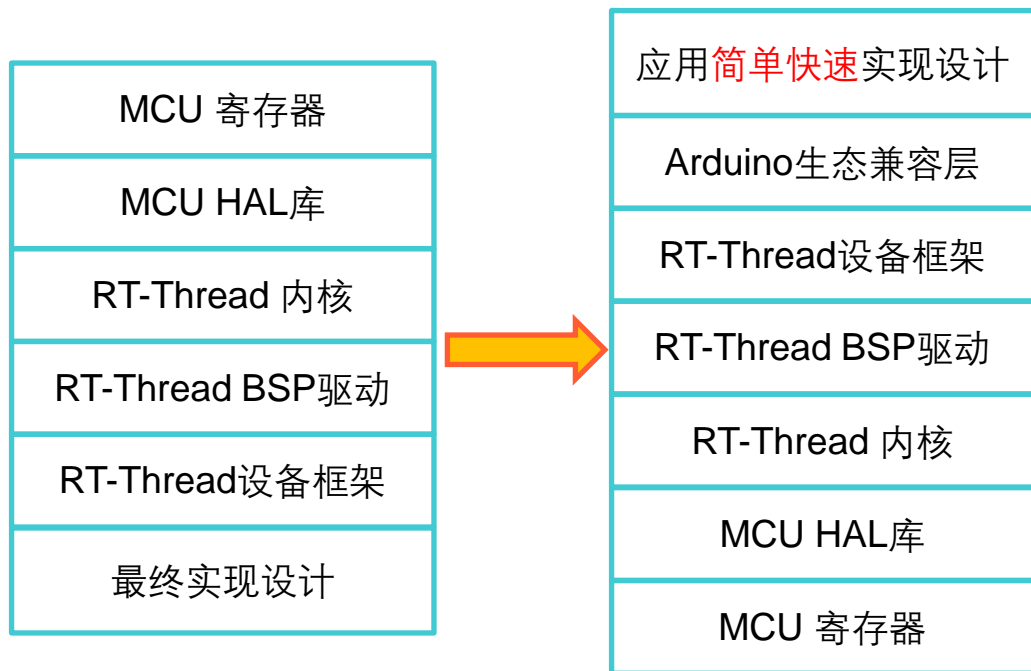 MCU 寄存器
MCU HAL库
RT-Thread 内核
RT-Thread BSP驱动
RT-Thread设备框架
最终实现设计
应用简单快速实现设计
Arduino生态兼容层
RT-Thread设备框架
RT-Thread BSP驱动
RT-Thread 内核
MCU HAL库
MCU 寄存器